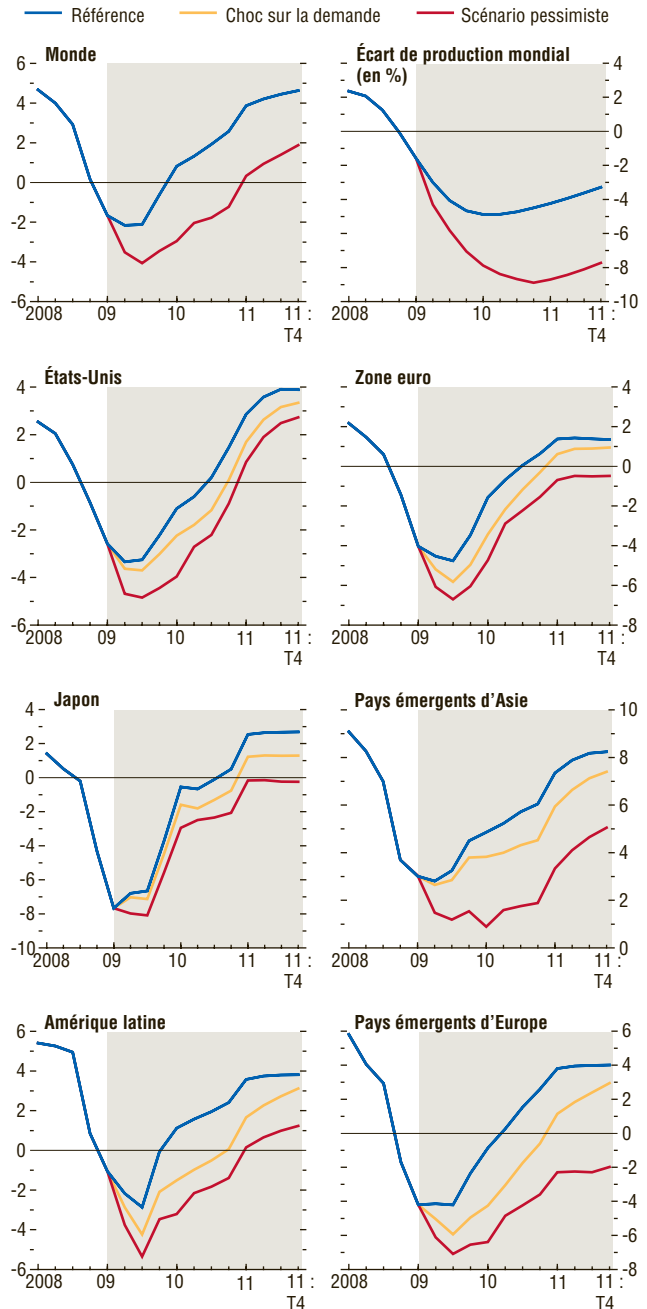 Référence Choc sur la demande Scénario pessimiste
Monde
6
4
2
0
-2
-4
-6
2008 09 10 11 11 :
T4
Écart de production mondial
(en %)
4
2
0
-2
-4
-6
-8
-10
2008 09 10 11 11 :
T4
États-Unis
4
2
0
-2
-4
-6
2008 09 10 11 11 :
T4
Zone euro
4
2
0
-2
-4
-6
-8
2008 09 10 11 11 :
T4
Japon
4
2
0
-2
-4
-6
-8
-10
2008 09 10 11 11 :
T4
Pays émergents d'Asie
10
8
6
4
2
0
2008 09 10 11 11 :
T4
Amérique latine
6
4
2
0
-2
-4
-6
2008 09 10 11 11 :
T4
Pays émergents d'Europe
6
4
2
0
-2
-4
-6
-8
2008 09 10 11 11 :
T4